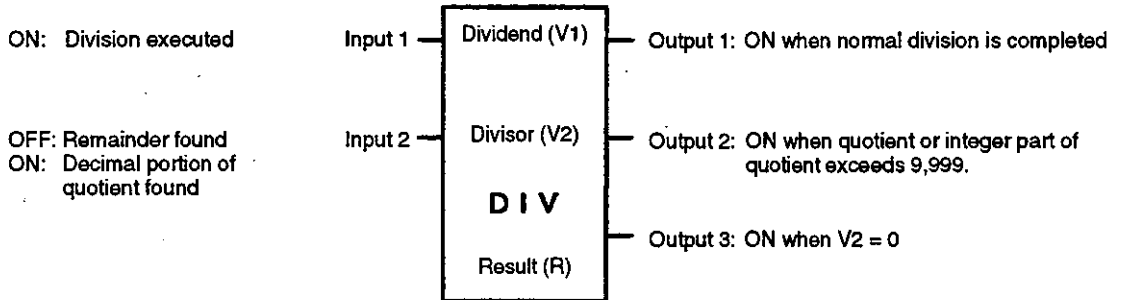 ON: Division executed
Input 1
Dividend (V1)
Output 1: ON when normal division is completed
OFF: Remainder found
ON: Decimal portion of
quotient found
Input 2
Divisor (V2)
Output 2: ON when quotient or integer part of
quotient exceeds 9,999.
DIV
Output 3: ON when V2 = 0
Result (R)